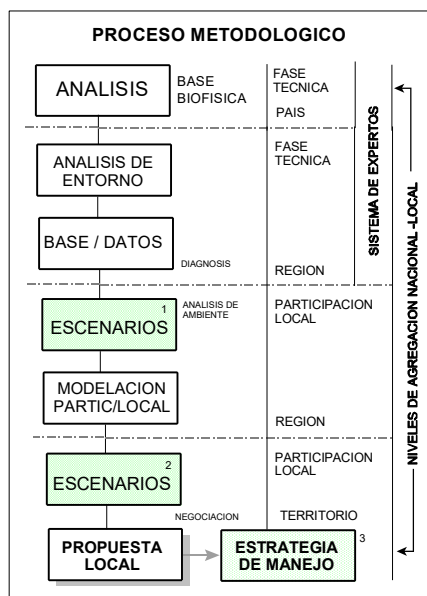 PROCESO METODOLOGICO
ANALISIS
BASE
BIOFISICA
FASE
TECNICA
PAIS
ANALISIS DE
ENTORNO
FASE
TECNICA
BASE / DATOS
DIAGNOSIS
REGION
SISTEMA DE EXPERTOS
ESCENARIOS 1
ANALISIS DE
AMBIENTE
PARTICIPACION
LOCAL
MODELACION
PARTIC/LOCAL
REGION
ESCENARIOS 2
PARTICIPACION
LOCAL
NEGOCIACION
TERRITORIO
PROPUESTA
LOCAL
ESTRATEGIA
DE MANEJO 3
NIVELES DE AGREGACION NACIONAL -LOCAL